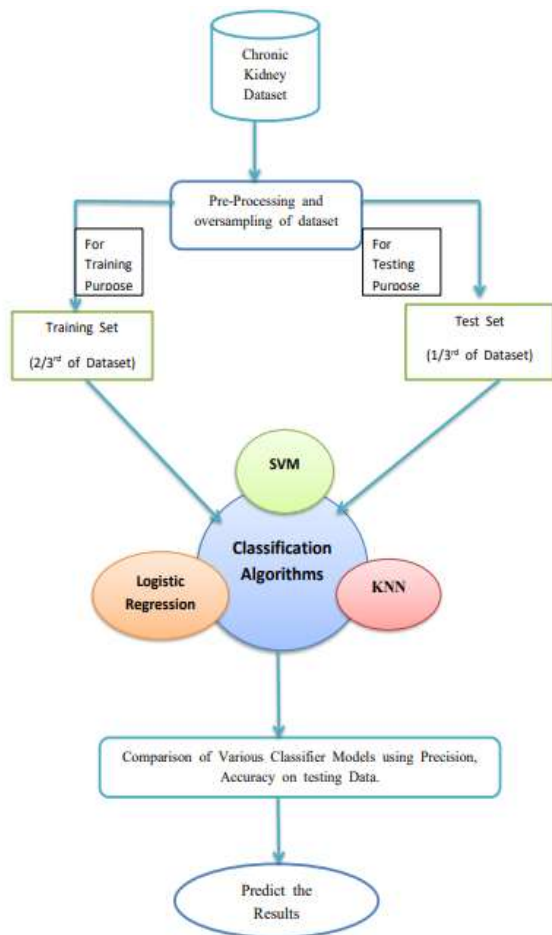 Chronic
Kidney
Dataset
Pre-Processing and
oversampling of dataset
For
Training
Purpose
For
Testing
Purpose
Training Set
(2/3rd of Dataset)
Test Set
(1/3rd of Dataset)
SVM
Classification
Algorithms
Logistic
Regression
KNN
Comparison of Various Classifier Models using Precision,
Accuracy on testing Data.
Predict the
Results